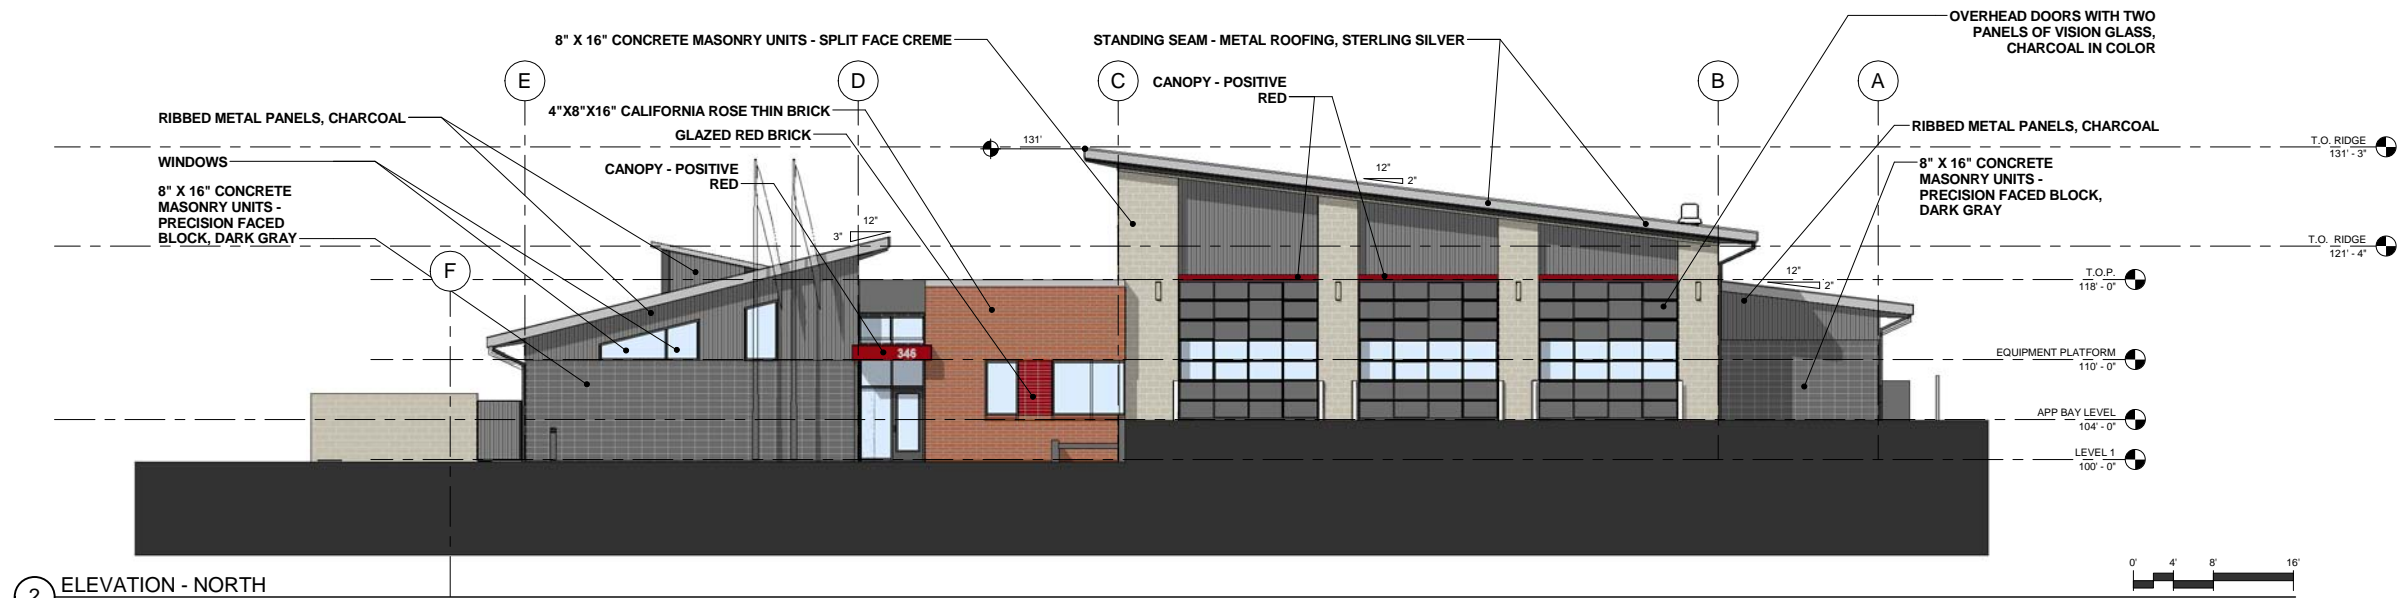 OVERHEAD DOORS WITH TWO
PANELS OF VISION GLASS,
CHARCOAL IN COLOR
8" X 16" CONCRETE MASONRY UNITS - SPLIT FACE CREME
STANDING SEAM - METAL ROOFING, STERLING SILVER
E
D
C
B
A
CANOPY - POSITIVE
RED
4"X8"X16" CALIFORNIA ROSE THIN BRICK
RIBBED METAL PANELS, CHARCOAL
GLAZED RED BRICK
RIBBED METAL PANELS, CHARCOAL
131'
T.O. RIDGE
131' - 3"
WINDOWS
CANOPY - POSITIVE
RED
8" X 16" CONCRETE
MASONRY UNITS -
PRECISION FACED
BLOCK, DARK GRAY
12"
2"
8" X 16" CONCRETE
MASONRY UNITS -
PRECISION FACED BLOCK,
DARK GRAY
12"
3"
T.O. RIDGE
121' - 4"
F
12"
2"
T.O.P.
118' - 0"
346
EQUIPMENT PLATFORM
110' - 0"
APP BAY LEVEL
104' - 0"
LEVEL 1
100' - 0"
0'
4'
8'
16'
2
ELEVATION - NORTH